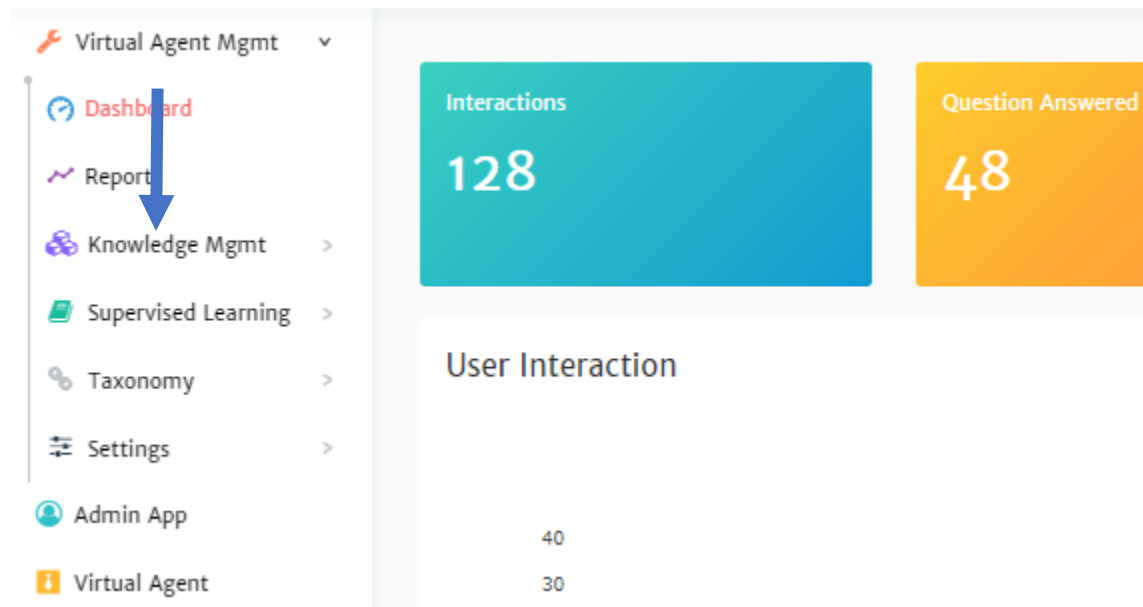 Virtual Agent Mgmt
Dashboard
Reports
Knowledge Mgmt
Supervised Learning
Taxonomy
Settings
Admin App
Virtual Agent
Interactions
128
Question Answered
48
User Interaction
40
30